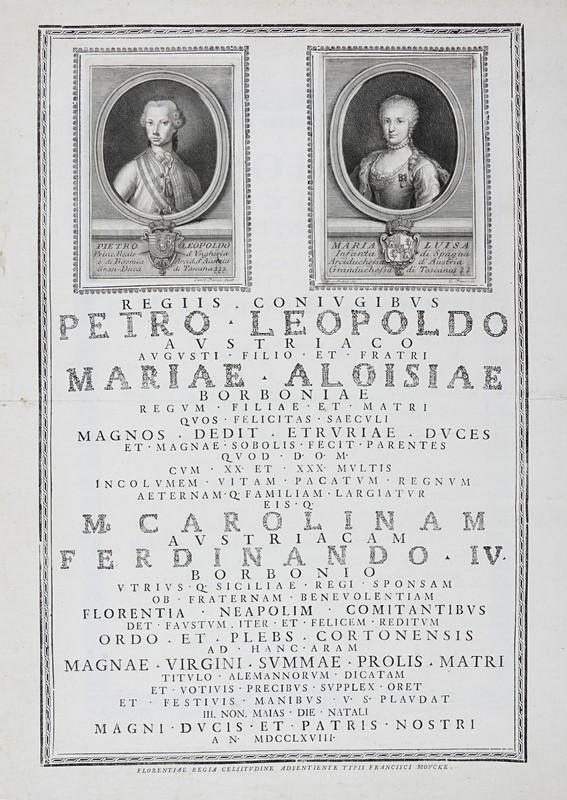 PIETRO LEOPOLDO
Princ. Reale d' Vngheria
e di Boemia Arcid. d' Austria
Gran-Duca di Toscana
MARIA LUISA
Infanta di Spagna
Arciduchessa d' Austria
Granduchessa di Toscana
REGIIS . CONIVGIBVS
PETRO · LEOPOLDO
AVSTRIACO
AVGVSTI · FILIO · ET · FRATRI
MARIAE · ALOISIAE
BORBONIAE
REGVM · FILIAE · ET · MATRI
QVOS · FELICITAS · SAECVLI
MAGNOS . DEDIT . ETRVRIAE . DVCES
ET · MAGNAE · SOBOLIS · FECIT · PARENTES
QVOD · D · O · M ·
CVM · XX · ET · XXX · MVLTIS
INCOLVMEM · VITAM · PACATVM · REGNVM
AETERNAM · Q · FAMILIAM · LARGIATVR
EIS · Q ·
M. CAROLINAM
AVSTRIACAM
FERDINANDO . IV.
BORBONIO
VTRIVS · Q · SICILIAE · REGI · SPONSAM
OB · FRATERNAM · BENEVOLENTIAM
FLORENTIA · NEAPOLIM · COMITANTIBVS
DET · FAVSTVM . ITER · ET · FELICEM · REDITVM
ORDO . ET . PLEBS . CORTONENSIS
AD · HANC · ARAM
MAGNAE . VIRGINI . SVMMAE . PROLIS . MATRI
TITVLO · ALEMANNORVM · DICATAM
ET · VOTIVIS · PRECIBVS · SVPPLEX · ORET
ET · FESTIVIS · MANIBVS · V · S · PLAVDAT
III. NON. MAIAS · DIE · NATALI
MAGNI · DVCIS · ET · PATRIS · NOSTRI
A N · MDCCLXVIII ·
FLORENTIAE REGIA CELSITVDINE ADSENTIENTE TYPIS FRANCISCI MOVCKE .